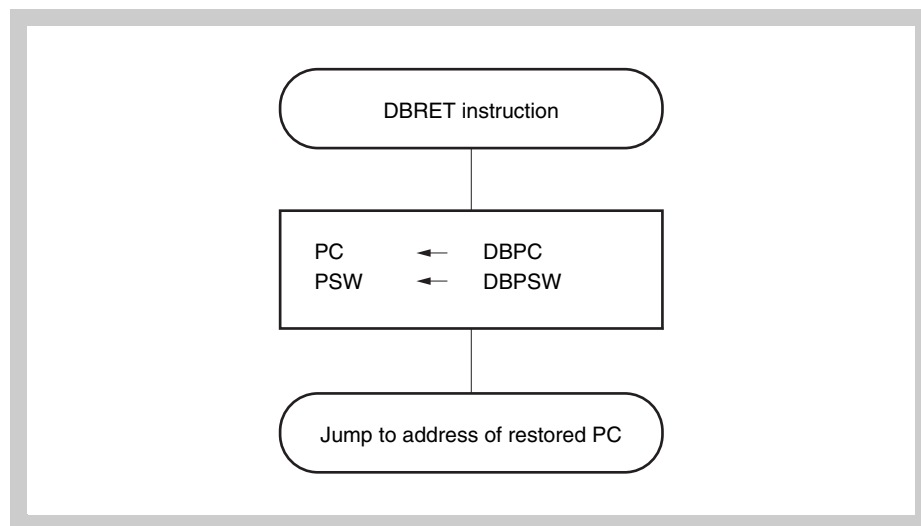 DBRET instruction
PC ← DBPC
PSW ← DBPSW
Jump to address of restored PC